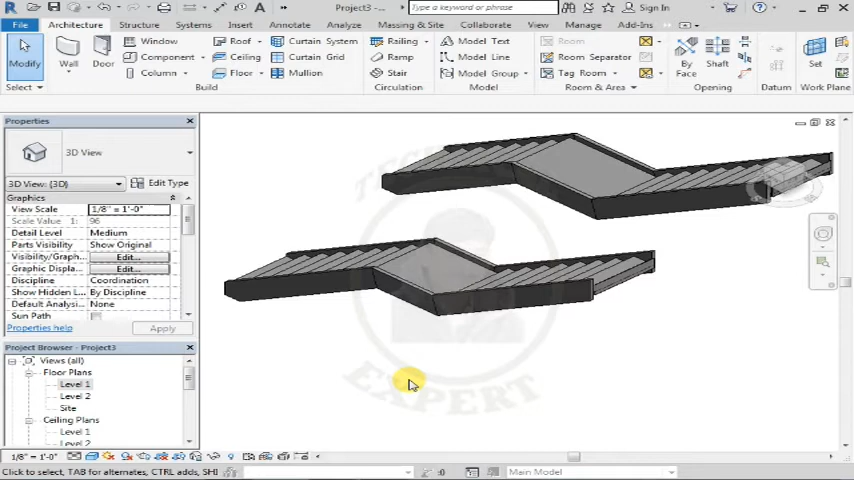 Project3 -...
Type a keyword or phrase
Sign In
File
Architecture
Structure
Systems
Insert
Annotate
Analyze
Massing & Site
Collaborate
View
Manage
Add-Ins
Modify
Wall
Door
Window
Component
Column
Roof
Ceiling
Floor
Curtain System
Curtain Grid
Mullion
Railing
Ramp
Stair
Model Text
Model Line
Model Group
Room
Room Separator
Tag Room
By
Face
Shaft
Set
Select
Build
Circulation
Model
Room & Area
Opening
Datum
Work Plane
Properties
3D View
3D View: {3D}
Edit Type
Graphics
View Scale 1/8" = 1'-0"
Scale Value 1: 96
Detail Level Medium
Parts Visibility Show Original
Visibility/Graph... Edit...
Graphic Displa... Edit...
Discipline Coordination
Show Hidden L... By Discipline
Default Analysi... None
Sun Path
Properties help
Apply
Project Browser - Project3
Views (all)
Floor Plans
Level 1
Level 2
Site
Ceiling Plans
Level 1
Level 2
EXPERT
1/8" = 1'-0"
Click to select, TAB for alternates, CTRL adds, SHI
:0
Main Model